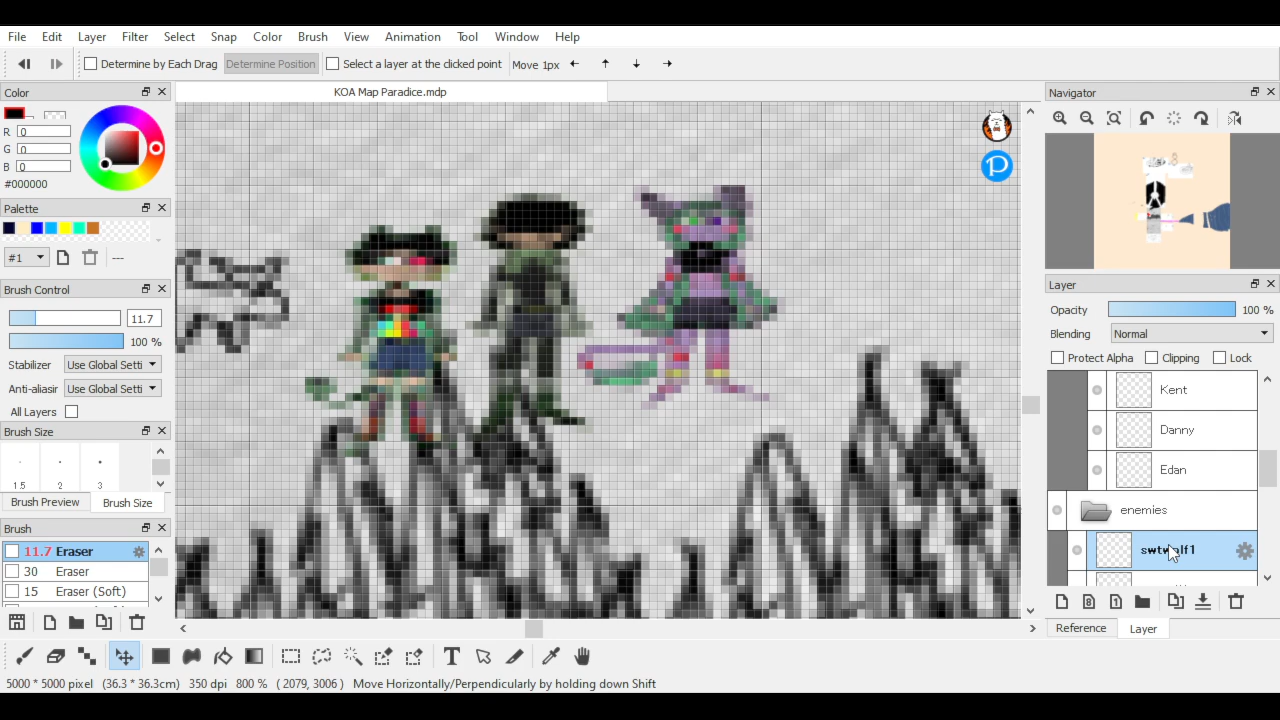 File Edit Layer Filter Select Snap Color Brush View Animation Tool Window Help
Determine by Each Drag Determine Position Select a layer at the clicked point Move 1px
Color
KOA Map Paradice.mdp
Navigator
R 0
G 0
B 0
#000000
Palette
#1 ---
Brush Control
11.7
100 %
Stabilizer Use Global Setti
Anti-aliasir Use Global Setti
All Layers
Brush Size
1.5 2 3
Brush Preview Brush Size
Brush
11.7 Eraser
30 Eraser
15 Eraser (Soft)
Layer
Opacity 100 %
Blending Normal
Protect Alpha Clipping Lock
Kent
Danny
Edan
enemies
8 1
Reference Layer
T
5000 * 5000 pixel (36.3 * 36.3cm) 350 dpi 800 % ( 2079, 3006 ) Move Horizontally/Perpendicularly by holding down Shift